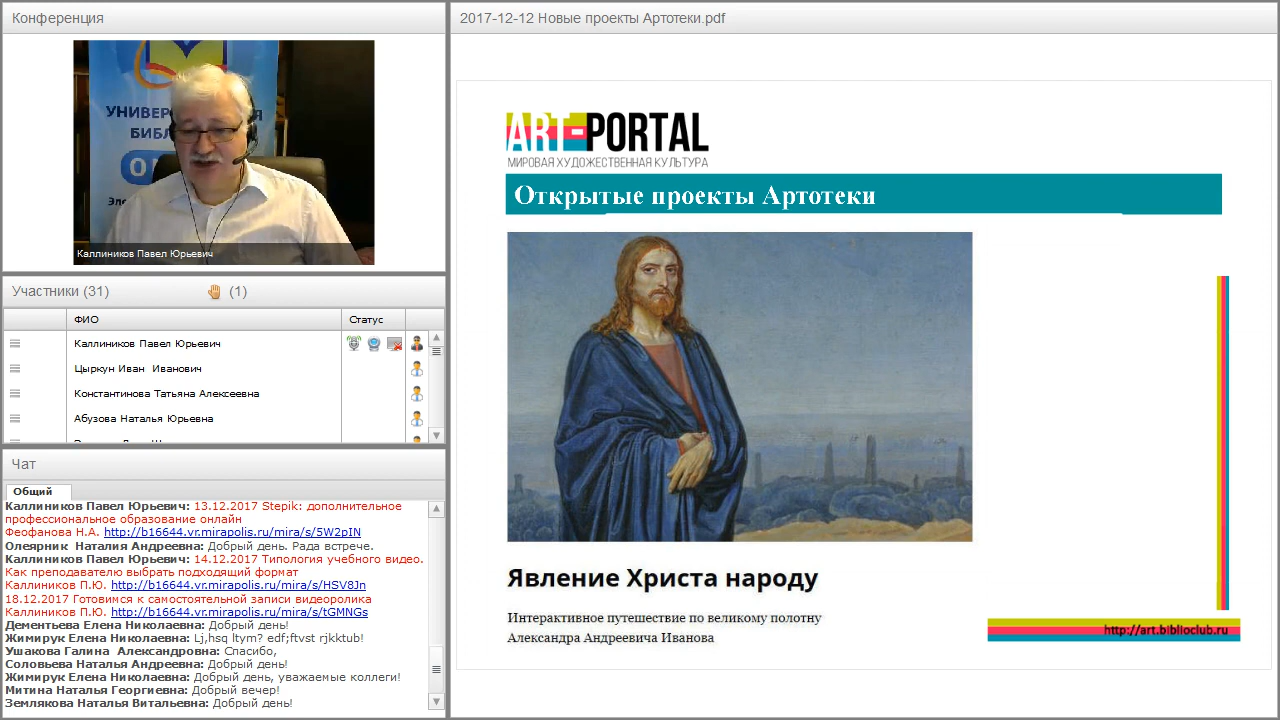 Конференция
УНИВЕР
БИБЛ
Каллиников Павел Юрьевич
Участники (31)
(1)
ФИО
Статус
Каллиников Павел Юрьевич
Цыркун Иван Иванович
Константинова Татьяна Алексеевна
Абузова Наталья Юрьевна
Чат
Общий
Каллиников Павел Юрьевич: 13.12.2017 Stepik: дополнительное
профессиональное образование онлайн
Феофанова Н.А. http://b16644.vr.mirapolis.ru/mira/s/5W2pIN
Олеярник Наталия Андреевна: Добрый день. Рада встрече.
Каллиников Павел Юрьевич: 14.12.2017 Типология учебного видео.
Как преподавателю выбрать подходящий формат
Каллиников П.Ю. http://b16644.vr.mirapolis.ru/mira/s/HSV8Jn
18.12.2017 Готовимся к самостоятельной записи видеоролика
Каллиников П.Ю. http://b16644.vr.mirapolis.ru/mira/s/tGMNGs
Дементьева Елена Николаевна: Добрый день!
Жимирук Елена Николаевна: Lj,hsq ltym? edf;ftvst rjkktub!
Ушакова Галина Александровна: Спасибо,
Соловьева Наталья Андреевна: Добрый день!
Жимирук Елена Николаевна: Добрый день, уважаемые коллеги!
Митина Наталья Георгиевна: Добрый вечер!
Землякова Наталья Витальевна: Добрый день!
2017-12-12 Новые проекты Артотеки.pdf
ART-PORTAL
МИРОВАЯ ХУДОЖЕСТВЕННАЯ КУЛЬТУРА
Открытые проекты Артотеки
Явление Христа народу
Интерактивное путешествие по великому полотну
Александра Андреевича Иванова
http://art.biblioclub.ru